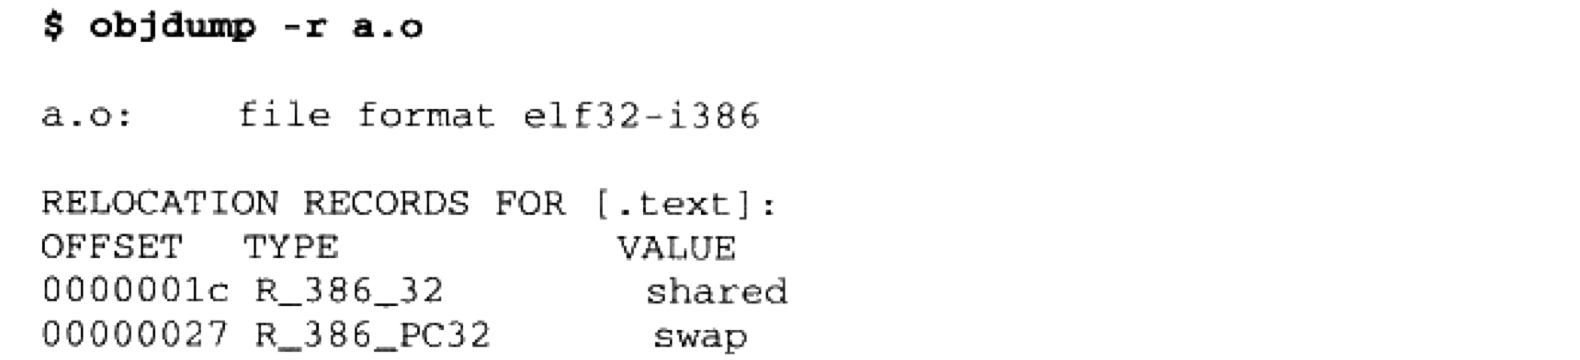 $ objdump -r a.o
a.o:     file format elf32-i386
RELOCATION RECORDS FOR [.text]:
OFFSET   TYPE              VALUE
0000001c R_386_32          shared
00000027 R_386_PC32        swap